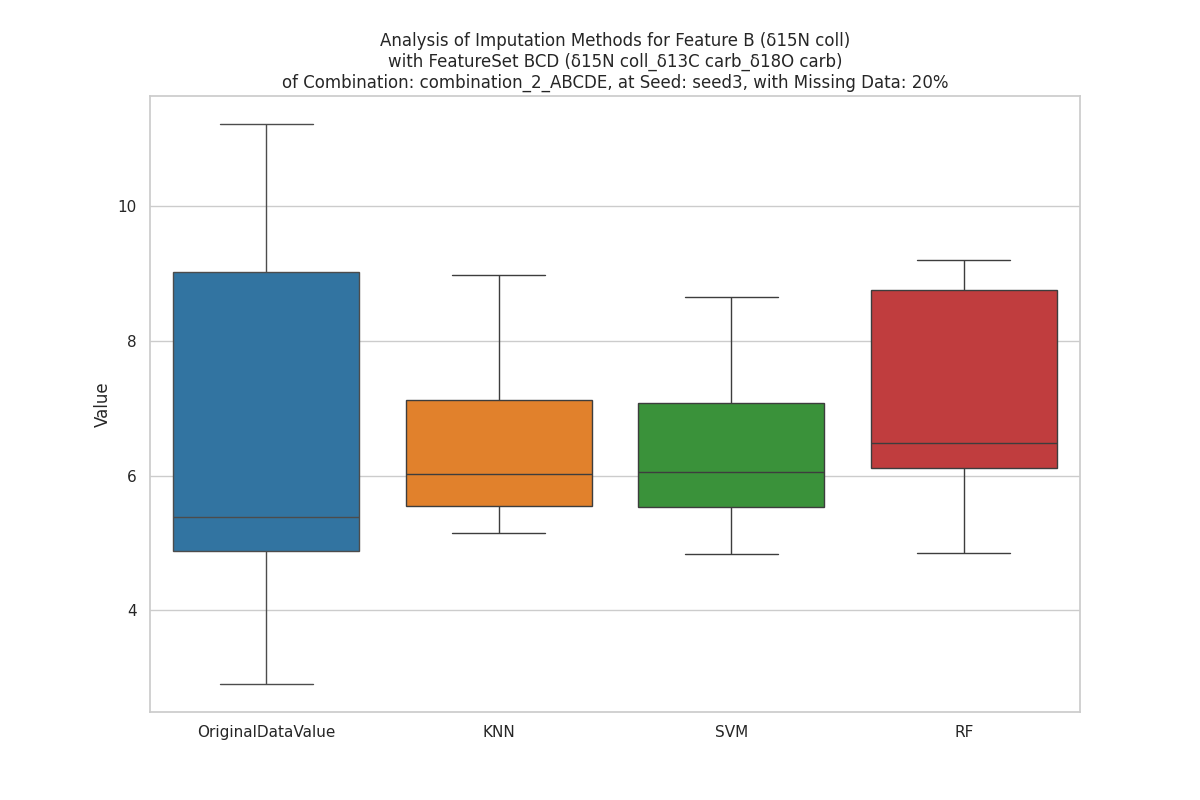 Analysis of Imputation Methods for Feature B (δ15N coll)
with FeatureSet BCD (δ15N coll_δ13C carb_δ18O carb)
of Combination: combination_2_ABCDE, at Seed: seed3, with Missing Data: 20%
10
8
6
4
Value
OriginalDataValue
KNN
SVM
RF